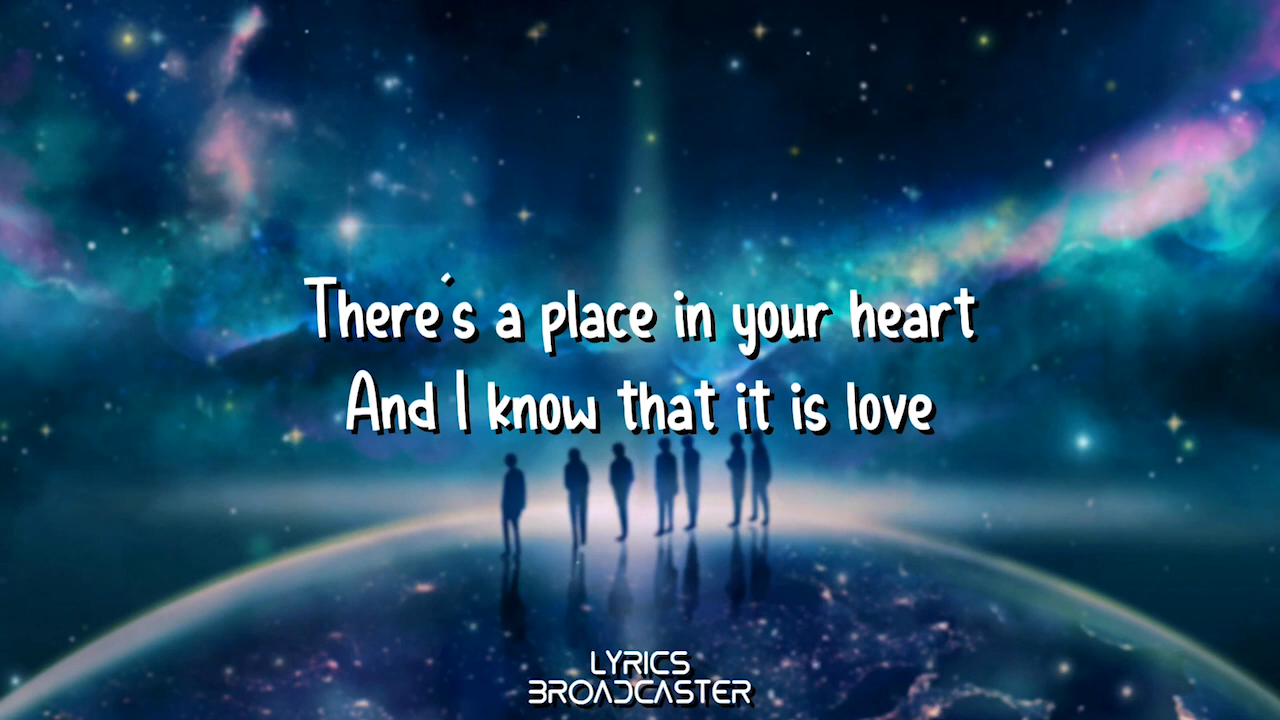 There's a place in your heart
And I know that it is love
LYRICS
BROADCASTER